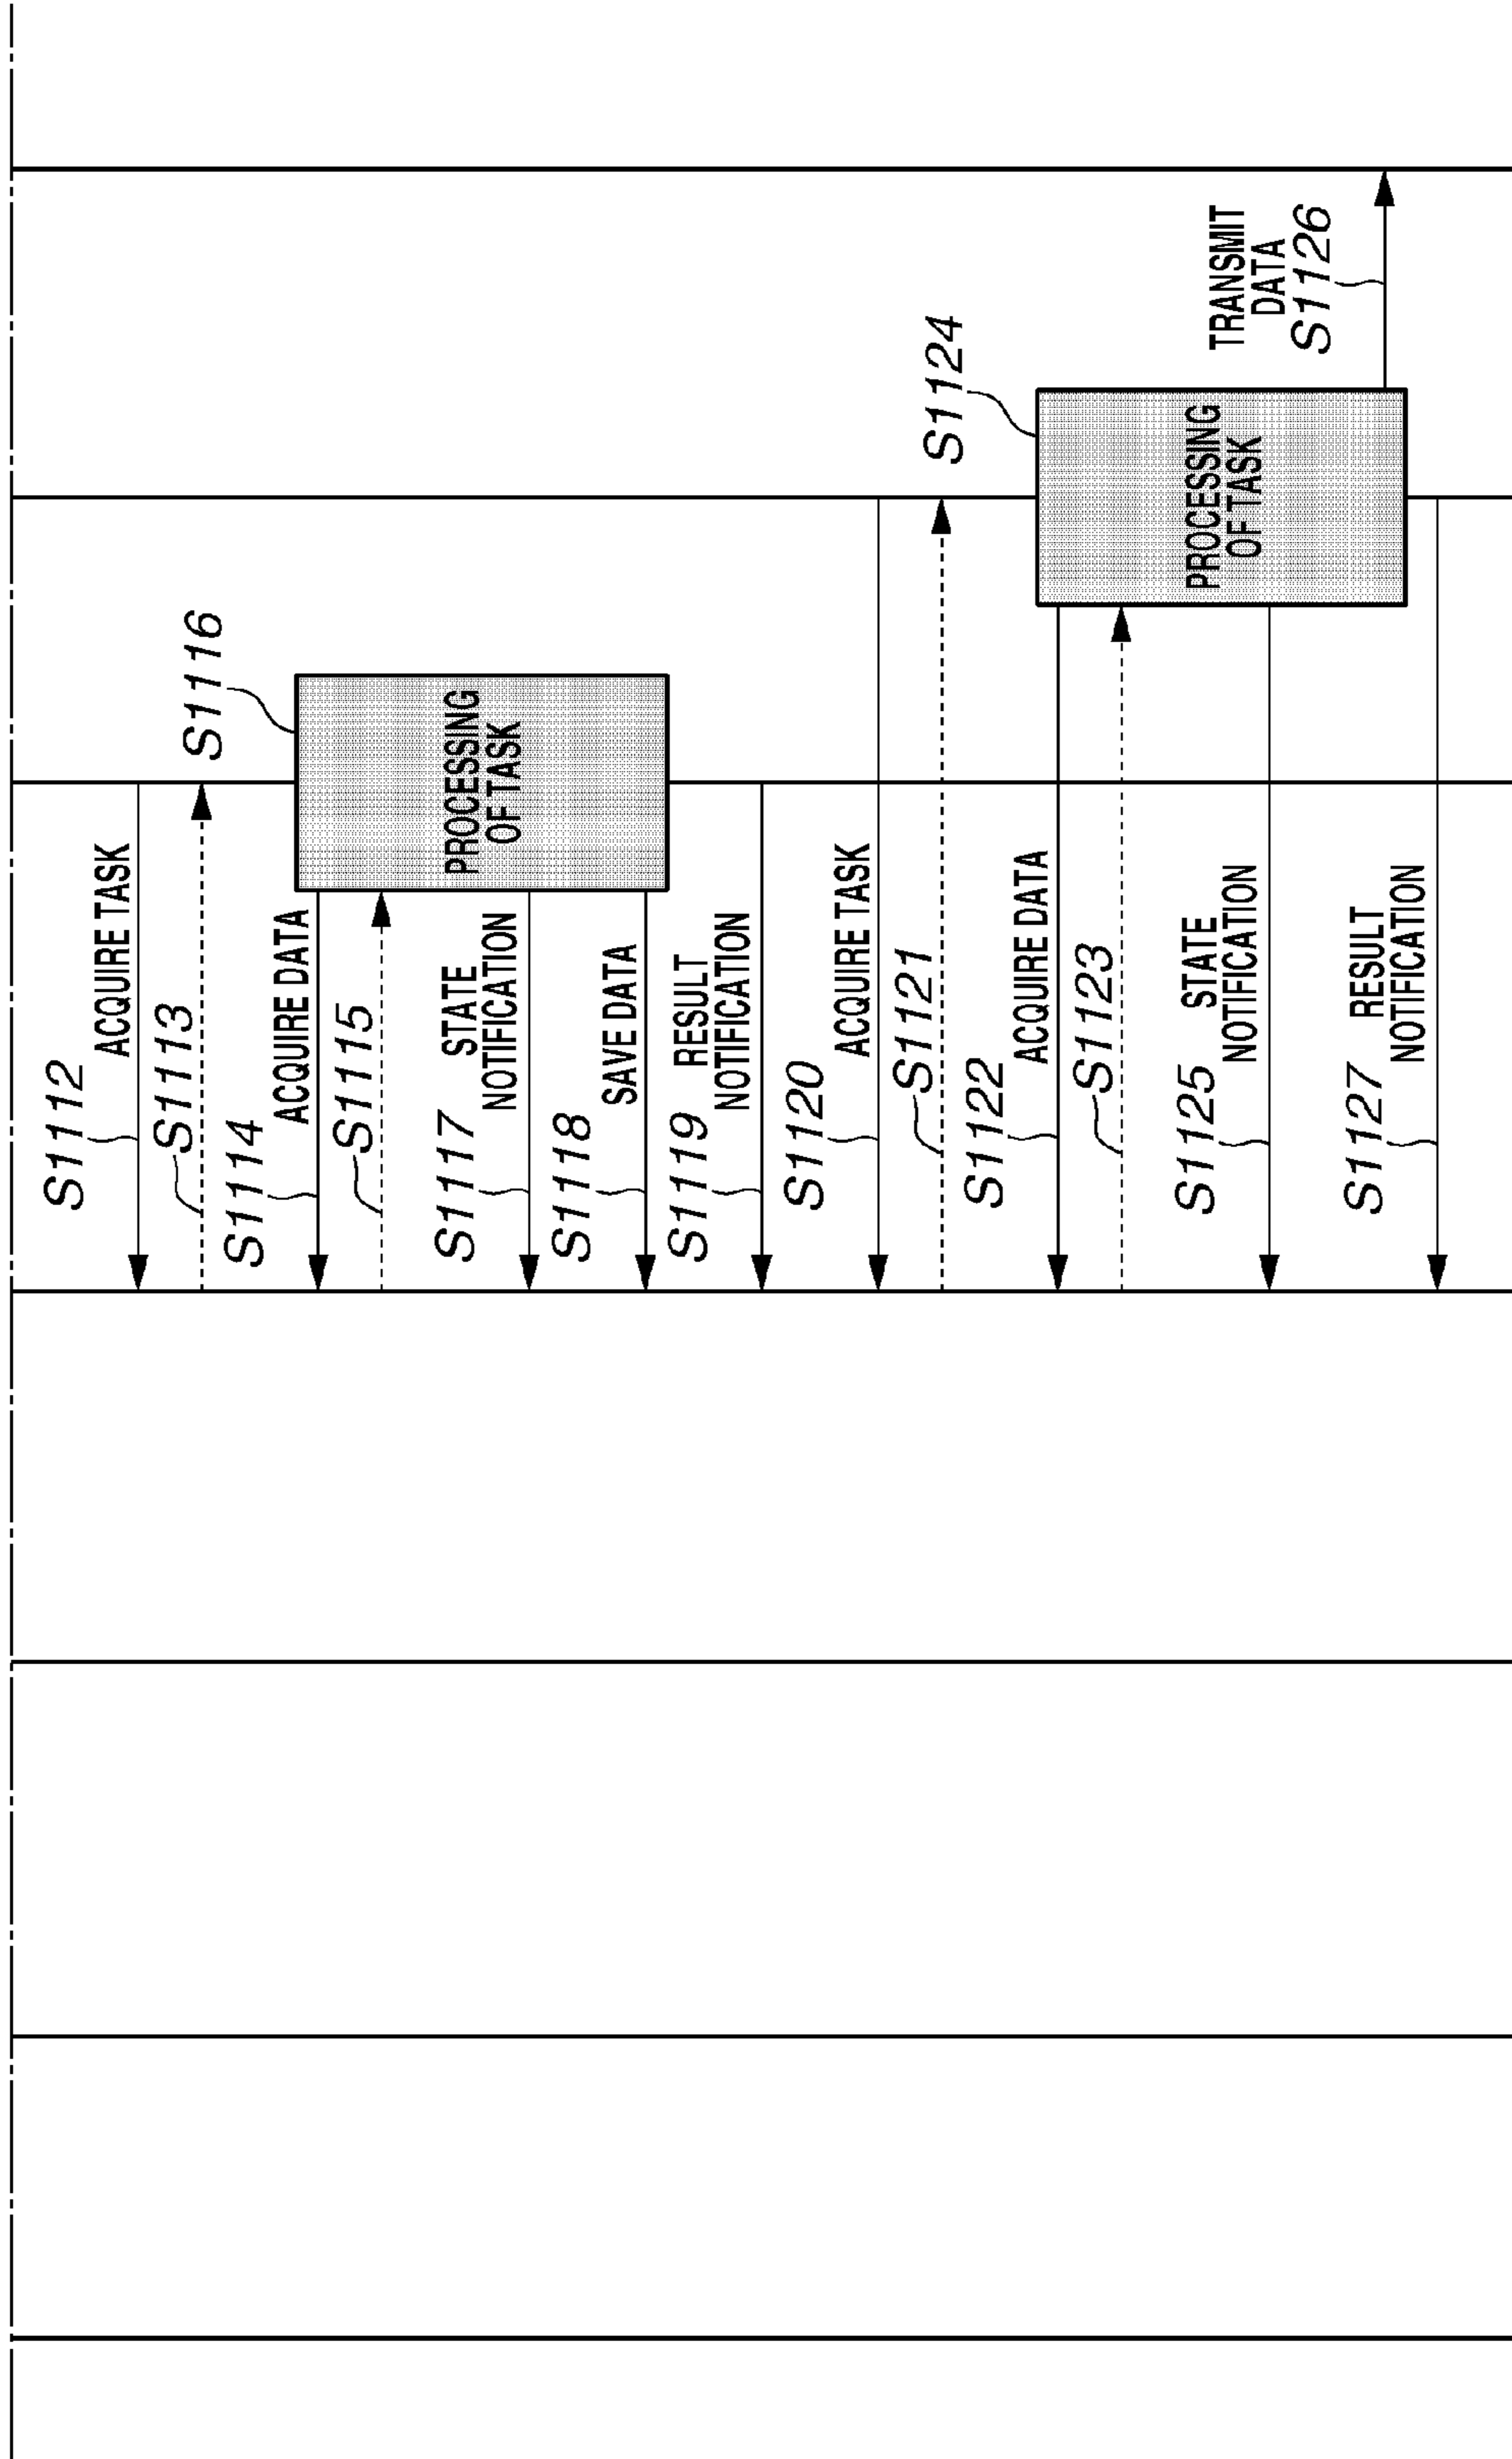 S1112
ACQUIRE TASK
S1113
S1114
ACQUIRE DATA
S1115
S1116
PROCESSING
OF TASK
S1117
STATE
NOTIFICATION
S1118
SAVE DATA
S1119
RESULT
NOTIFICATION
S1120
ACQUIRE TASK
S1121
S1122
ACQUIRE DATA
S1123
S1124
PROCESSING
OF TASK
S1125
STATE
NOTIFICATION
TRANSMIT
DATA
S1126
S1127
RESULT
NOTIFICATION